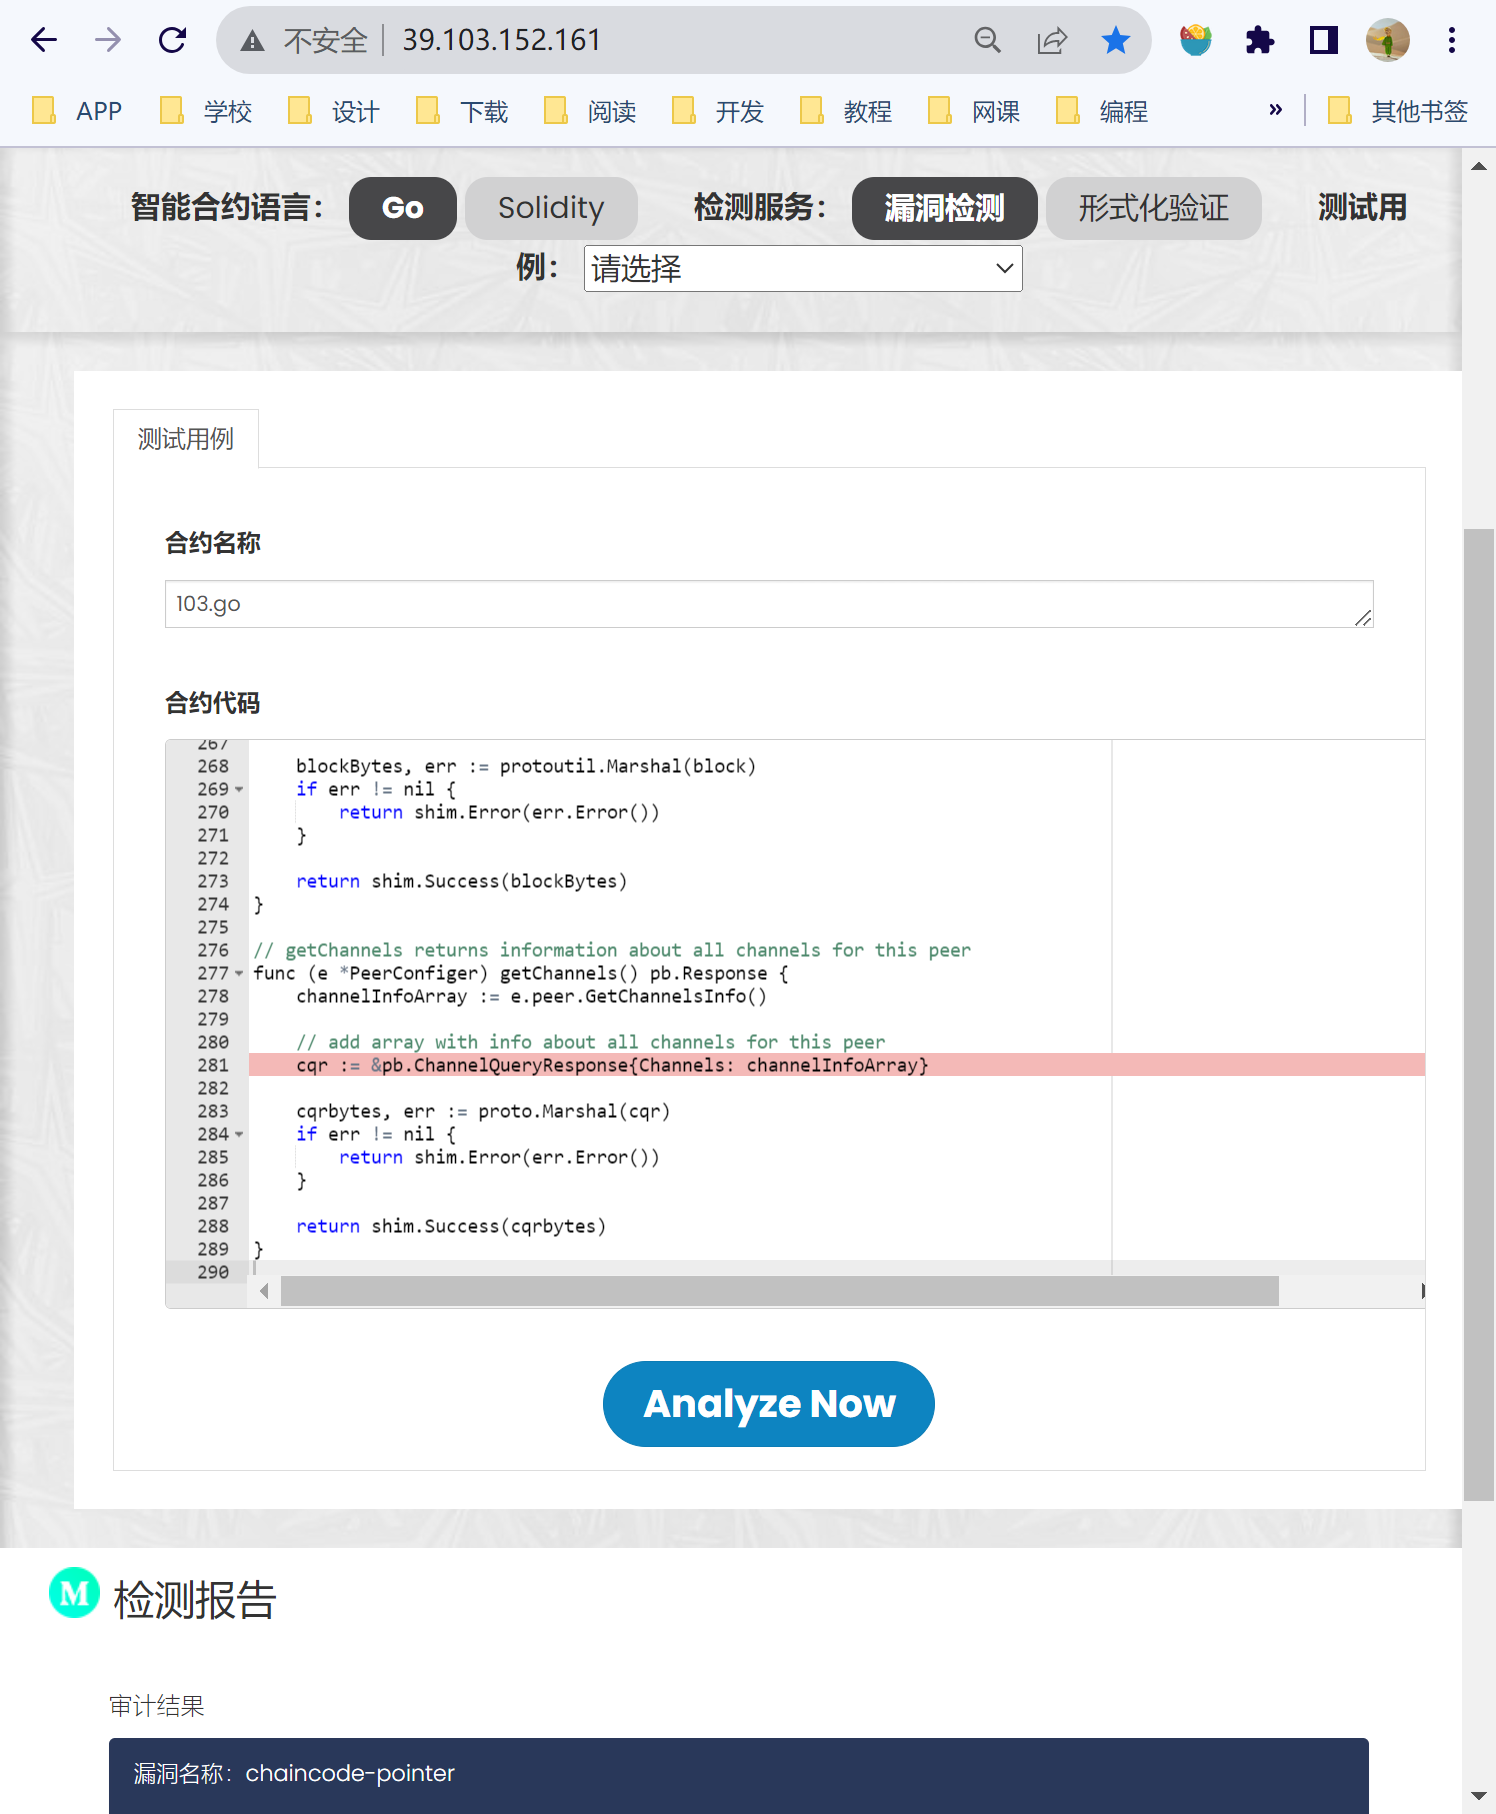 不安全 39.103.152.161
APP 学校 设计 下载 阅读 开发 教程 网课 编程 » 其他书签
智能合约语言： Go Solidity 检测服务： 漏洞检测 形式化验证 测试用
例： 请选择
测试用例
合约名称
103.go
合约代码
267
268 blockBytes, err := protoutil.Marshal(block)
269 if err != nil {
270 return shim.Error(err.Error())
271 }
272
273 return shim.Success(blockBytes)
274 }
275
276 // getChannels returns information about all channels for this peer
277 func (e *PeerConfiger) getChannels() pb.Response {
278 channelInfoArray := e.peer.GetChannelsInfo()
279
280 // add array with info about all channels for this peer
281 cqr := &pb.ChannelQueryResponse{Channels: channelInfoArray}
282
283 cqrbytes, err := proto.Marshal(cqr)
284 if err != nil {
285 return shim.Error(err.Error())
286 }
287
288 return shim.Success(cqrbytes)
289 }
290
Analyze Now
M 检测报告
审计结果
漏洞名称：chaincode-pointer